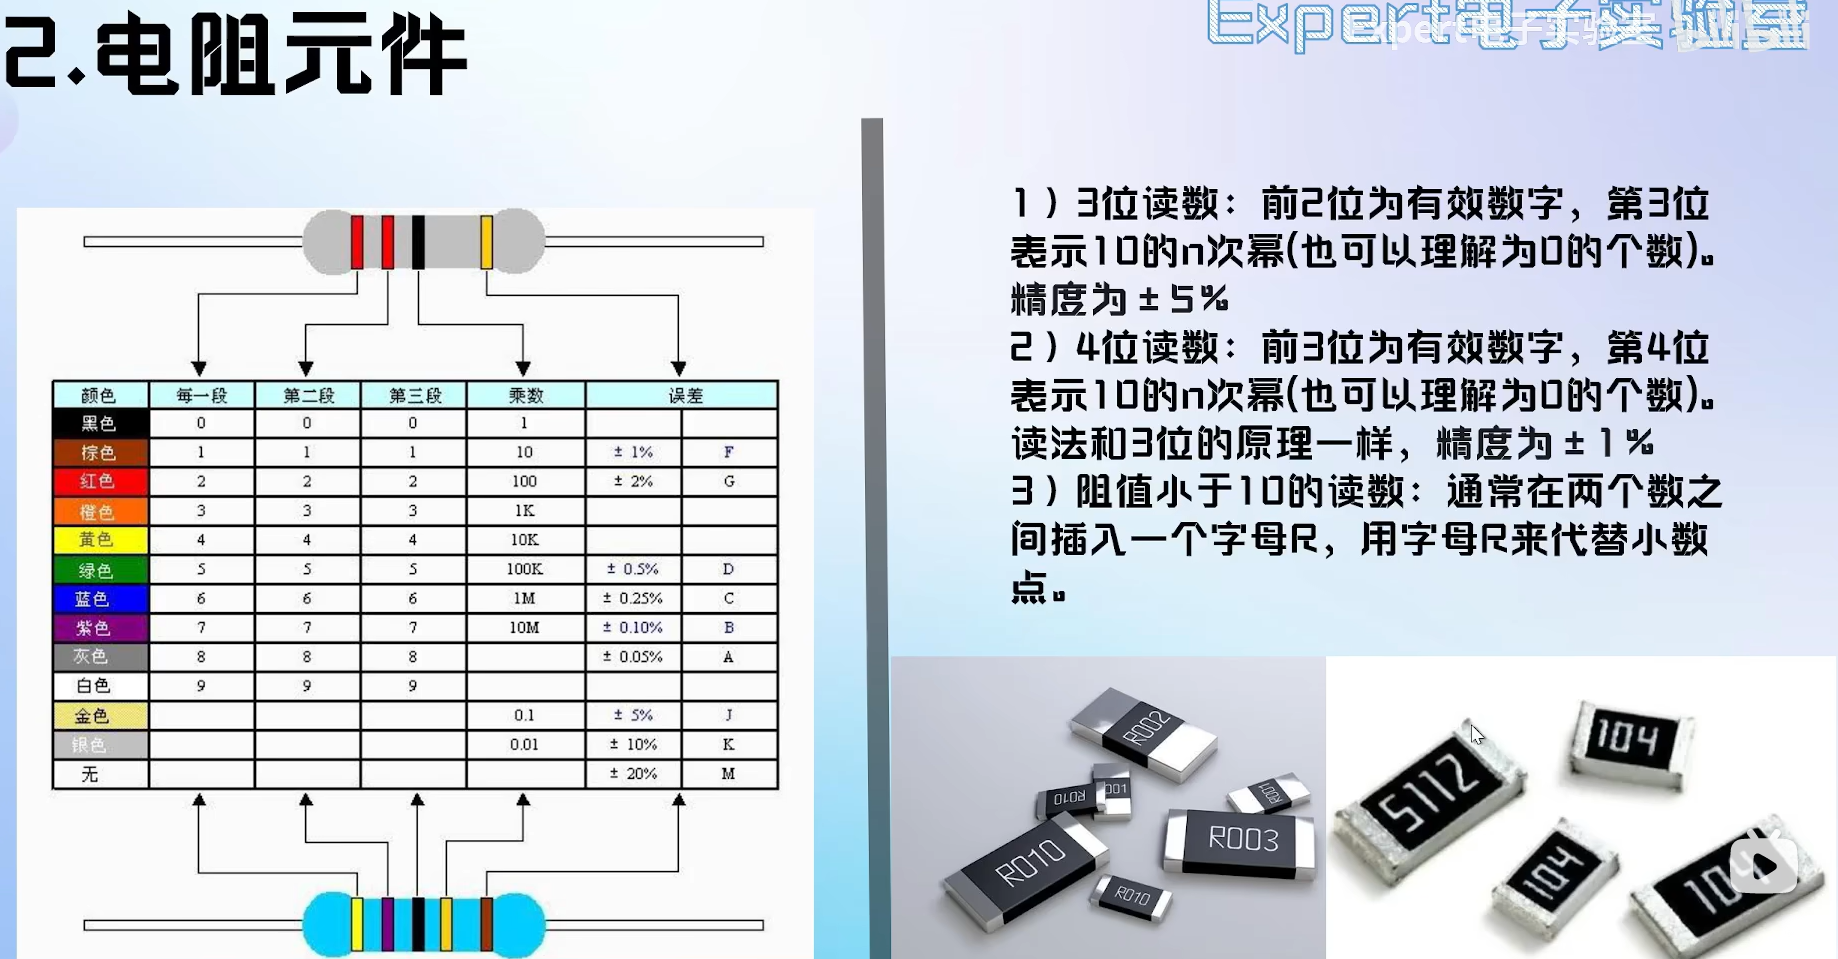 2.电阻元件
Expert电子实验室
Expert电子实验室
颜色 每一段 第二段 第三段 乘数 误差
黑色 0 0 0 1
棕色 1 1 1 10 ± 1% F
红色 2 2 2 100 ± 2% G
橙色 3 3 3 1K
黄色 4 4 4 10K
绿色 5 5 5 100K ± 0.5% D
蓝色 6 6 6 1M ± 0.25% C
紫色 7 7 7 10M ± 0.10% B
灰色 8 8 8 ± 0.05% A
白色 9 9 9
金色 0.1 ± 5% J
银色 0.01 ± 10% K
无 ± 20% M
1）3位读数：前2位为有效数字，第3位
表示10的n次幂(也可以理解为0的个数)。
精度为±5%
2）4位读数：前3位为有效数字，第4位
表示10的n次幂(也可以理解为0的个数)。
读法和3位的原理一样，精度为±1%
3）阻值小于10的读数：通常在两个数之
间插入一个字母R，用字母R来代替小数
点。
R002
R010
001
R001
R010
R003
R010
5112
104
104
104